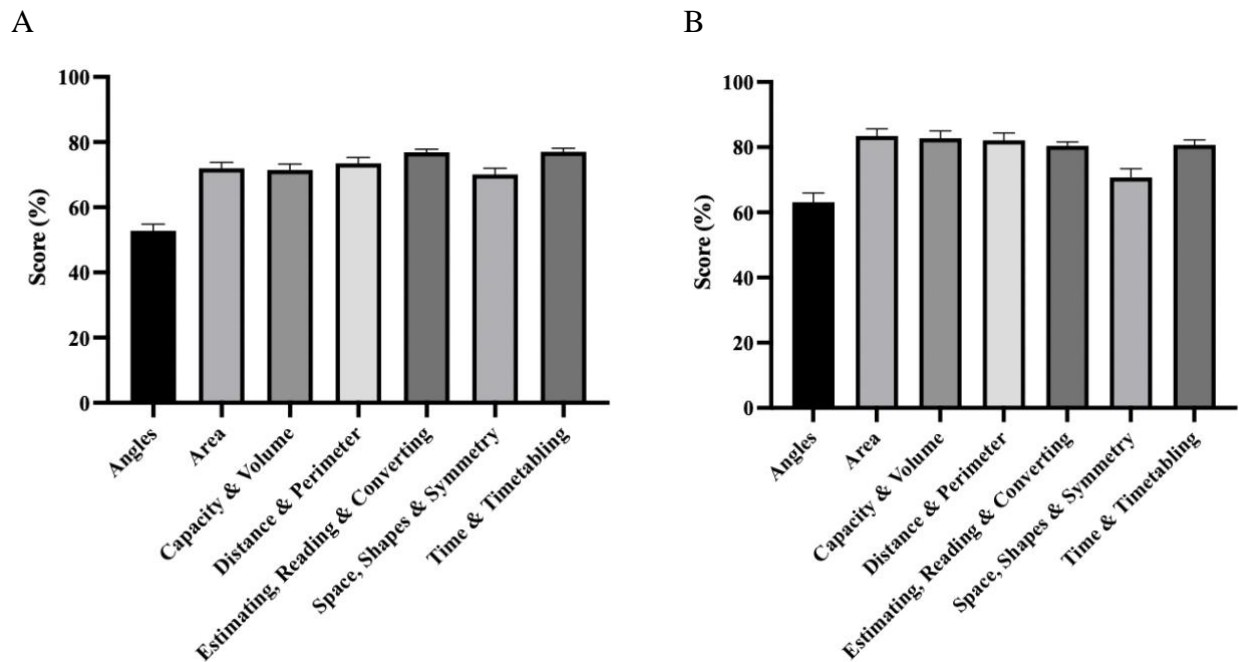 A
100
80
60
40
20
0
Score (%)
Angles
Area
Capacity & Volume
Distance & Perimeter
Estimating, Reading & Converting
Space, Shapes & Symmetry
Time & Timetabling
B
100
80
60
40
20
0
Score (%)
Angles
Area
Capacity & Volume
Distance & Perimeter
Estimating, Reading & Converting
Space, Shapes & Symmetry
Time & Timetabling